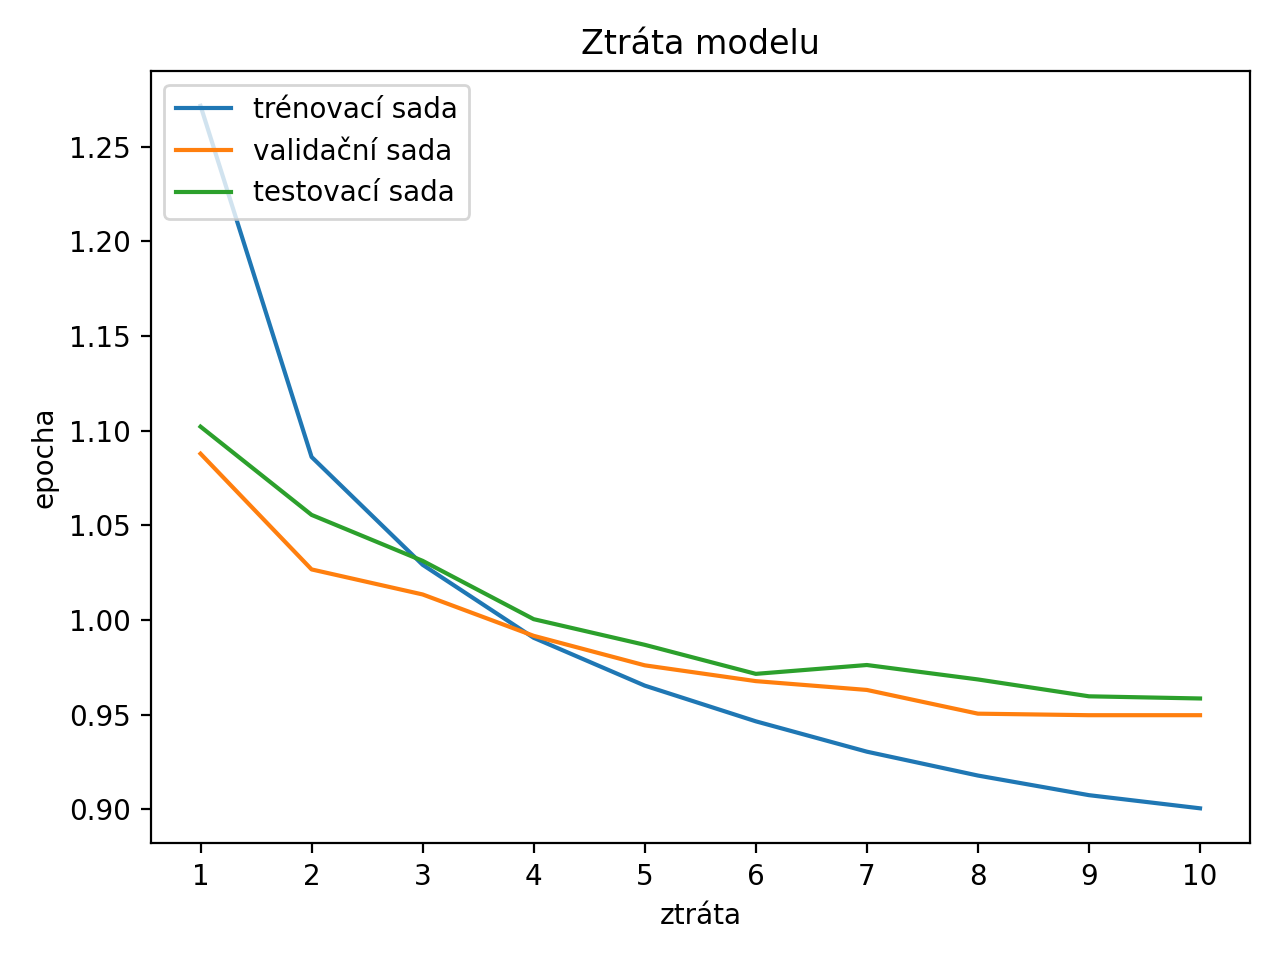 Ztráta modelu
trénovací sada
validační sada
testovací sada
1.25
1.20
1.15
1.10
1.05
1.00
0.95
0.90
epocha
1 2 3 4 5 6 7 8 9 10
ztráta